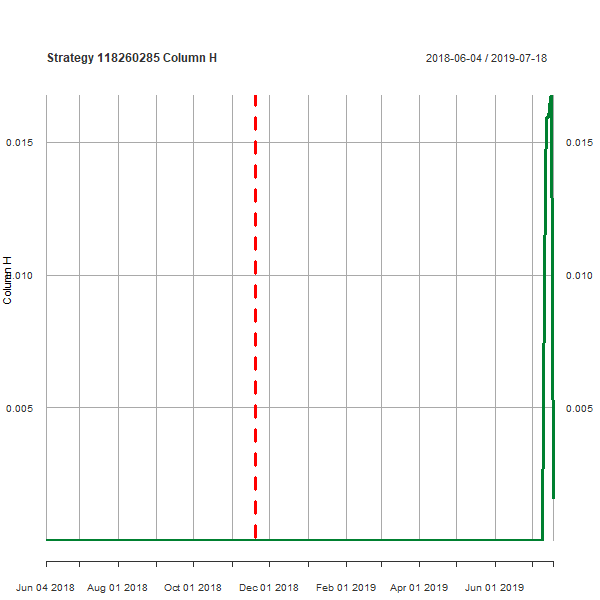 Strategy 118260285 Column H
2018-06-04 / 2019-07-18
0.015
0.015
0.010
0.010
Column H
0.005
0.005
Jun 04 2018
Aug 01 2018
Oct 01 2018
Dec 01 2018
Feb 01 2019
Apr 01 2019
Jun 01 2019